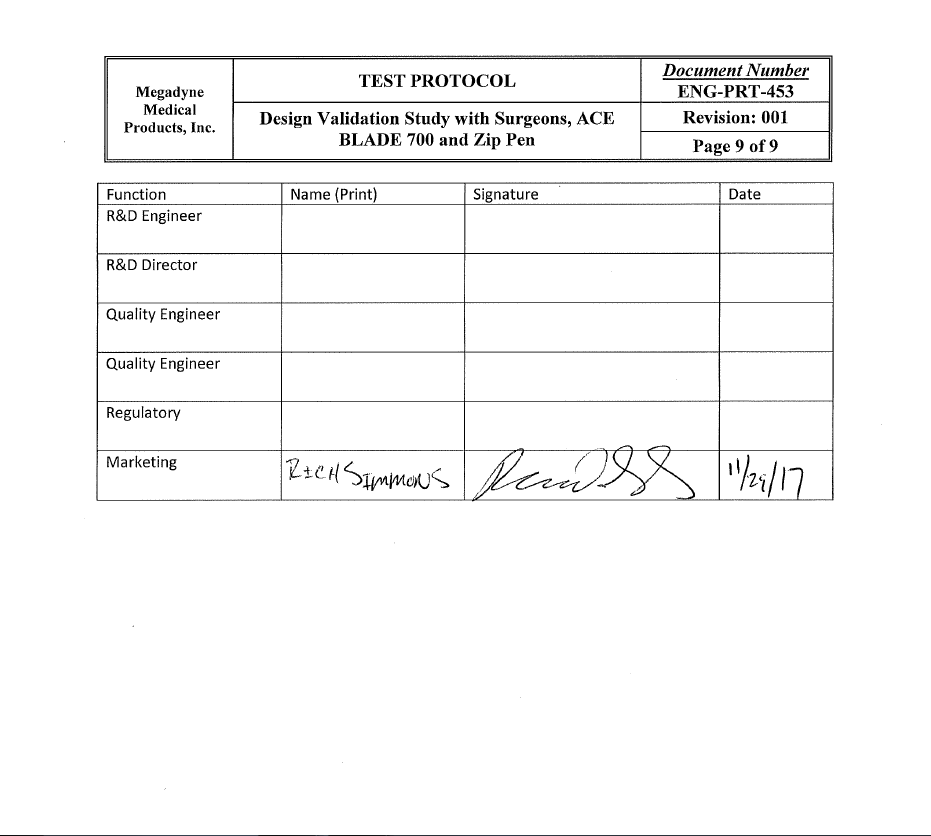 Megadyne
Medical
Products, Inc.
TEST PROTOCOL
Design Validation Study with Surgeons, ACE
BLADE 700 and Zip Pen
Document Number
ENG-PRT-453
Revision: 001
Page 9 of 9
Function Name (Print) Signature Date
R&D Engineer
R&D Director
Quality Engineer
Quality Engineer
Regulatory
Marketing RICH SIMMONS 11/29/17